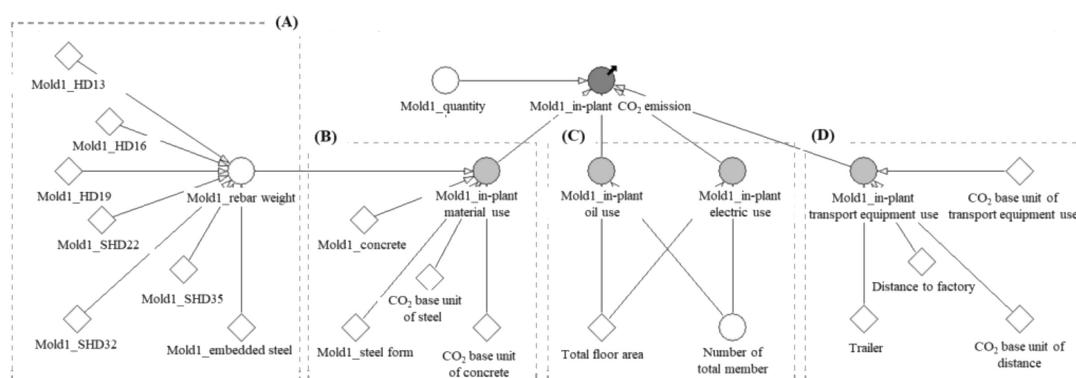 (A)
Mold1_HD13
Mold1_quantity
Mold1_in-plant CO₂ emission
Mold1_HD16
(B)
(C)
(D)
Mold1_HD19
Mold1_rebar weight
Mold1_in-plant
material use
Mold1_in-plant
oil use
Mold1_in-plant
electric use
Mold1_in-plant
transport equipment use
CO₂ base unit of
transport equipment use
Mold1_SHD22
Mold1_concrete
Mold1_SHD35
CO₂ base unit
of steel
Distance to factory
Mold1_SHD32
Mold1_embedded steel
Mold1_steel form
CO₂ base unit
of concrete
Total floor area
Number of
total member
Trailer
CO₂ base unit of
distance